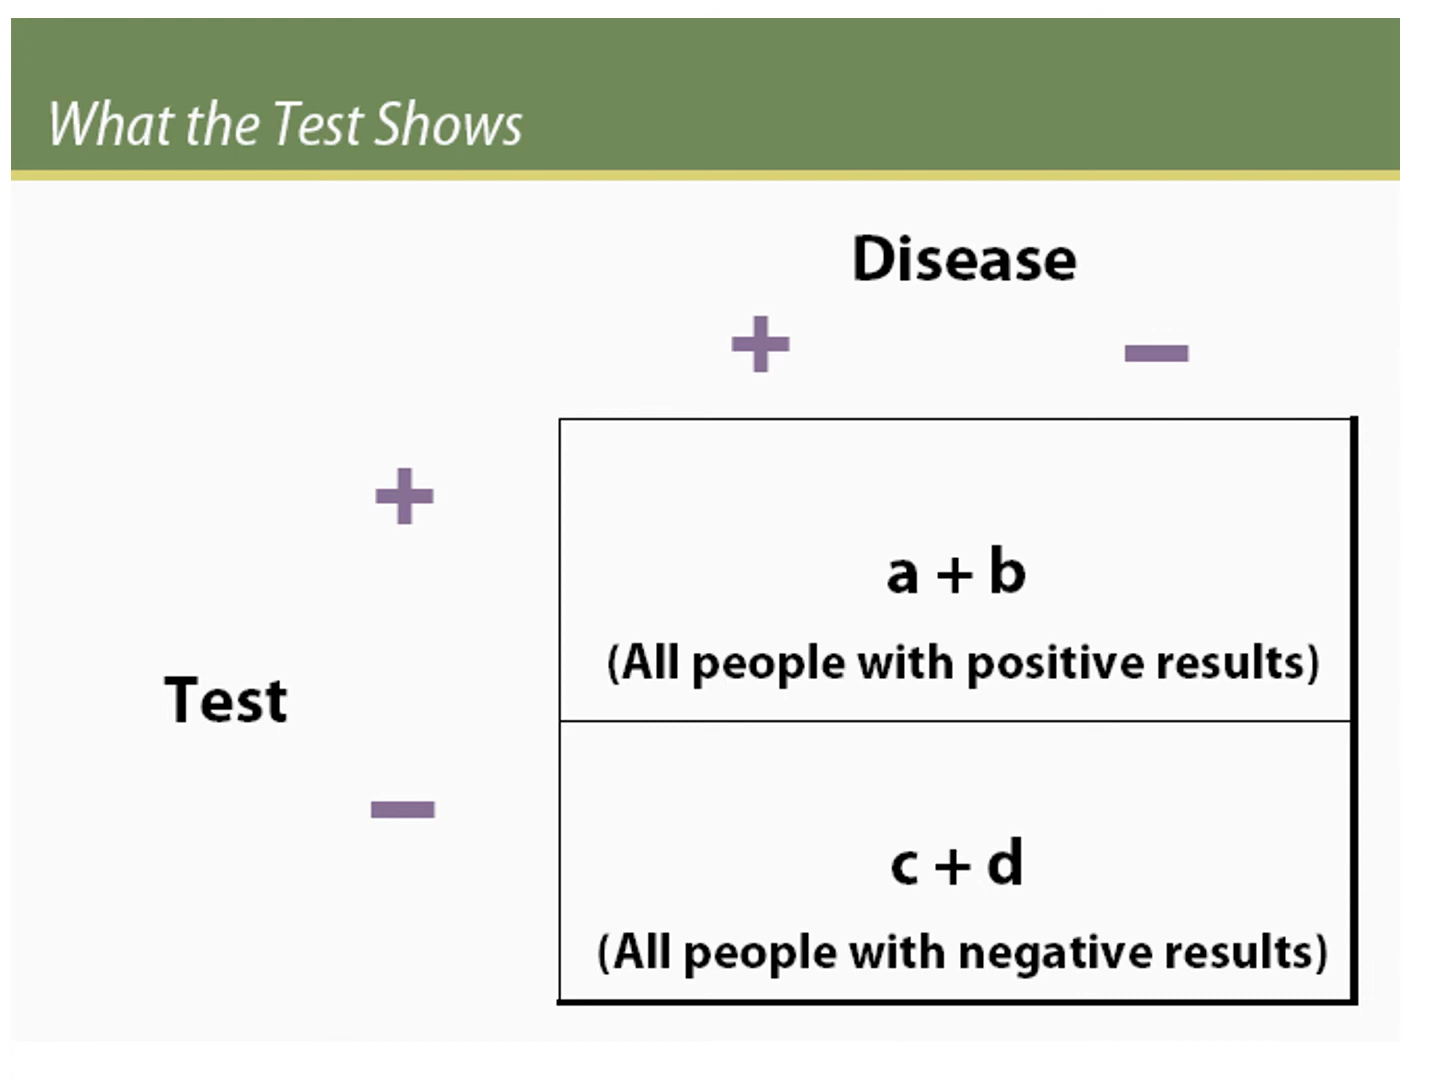 What the Test Shows
Disease
+ −
+
a + b
(All people with positive results)
Test
−
c + d
(All people with negative results)